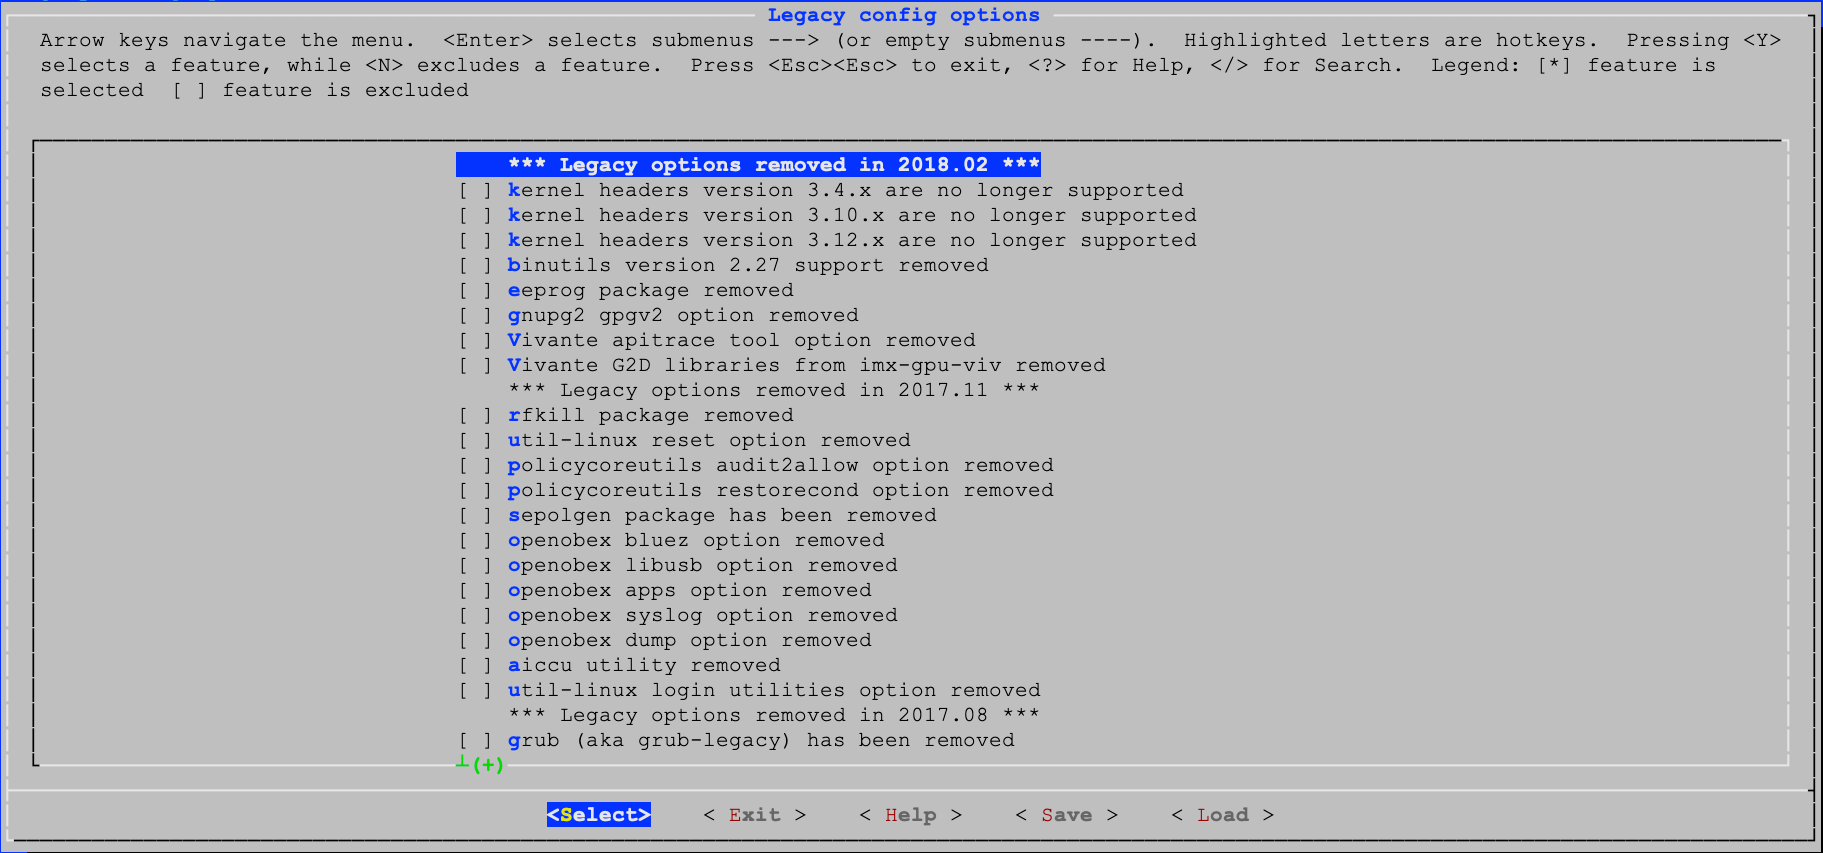 Legacy config options
Arrow keys navigate the menu.  <Enter> selects submenus ---> (or empty submenus ----).  Highlighted letters are hotkeys.  Pressing <Y>
selects a feature, while <N> excludes a feature.  Press <Esc><Esc> to exit, <?> for Help, </> for Search.  Legend: [*] feature is
selected  [ ] feature is excluded
*** Legacy options removed in 2018.02 ***
[ ] kernel headers version 3.4.x are no longer supported
[ ] kernel headers version 3.10.x are no longer supported
[ ] kernel headers version 3.12.x are no longer supported
[ ] binutils version 2.27 support removed
[ ] eeprog package removed
[ ] gnupg2 gpgv2 option removed
[ ] Vivante apitrace tool option removed
[ ] Vivante G2D libraries from imx-gpu-viv removed
*** Legacy options removed in 2017.11 ***
[ ] rfkill package removed
[ ] util-linux reset option removed
[ ] policycoreutils audit2allow option removed
[ ] policycoreutils restorecond option removed
[ ] sepolgen package has been removed
[ ] openobex bluez option removed
[ ] openobex libusb option removed
[ ] openobex apps option removed
[ ] openobex syslog option removed
[ ] openobex dump option removed
[ ] aiccu utility removed
[ ] util-linux login utilities option removed
*** Legacy options removed in 2017.08 ***
[ ] grub (aka grub-legacy) has been removed
┴(+)
<Select>    < Exit >    < Help >    < Save >    < Load >